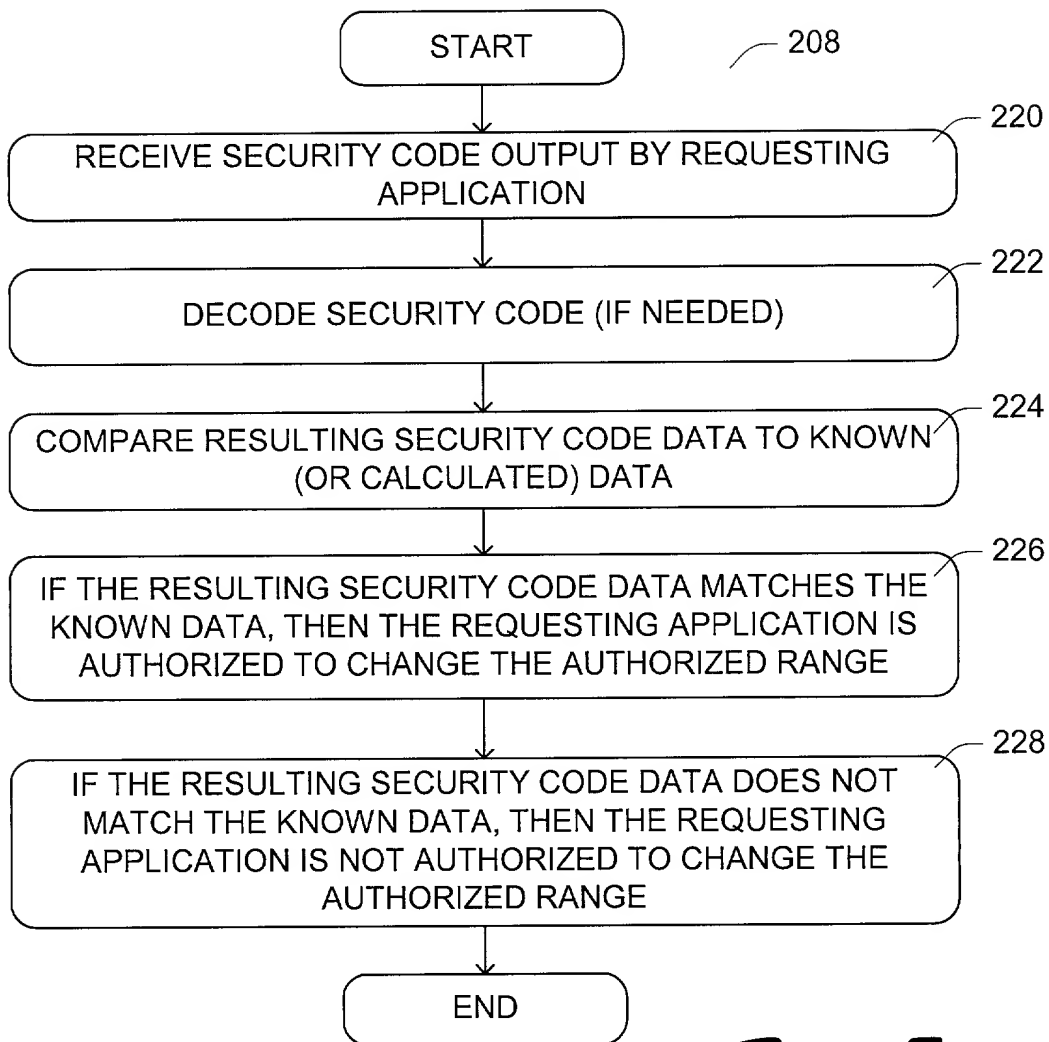 START
208
220
RECEIVE SECURITY CODE OUTPUT BY REQUESTING
APPLICATION
222
DECODE SECURITY CODE (IF NEEDED)
224
COMPARE RESULTING SECURITY CODE DATA TO KNOWN
(OR CALCULATED) DATA
226
IF THE RESULTING SECURITY CODE DATA MATCHES THE
KNOWN DATA, THEN THE REQUESTING APPLICATION IS
AUTHORIZED TO CHANGE THE AUTHORIZED RANGE
228
IF THE RESULTING SECURITY CODE DATA DOES NOT
MATCH THE KNOWN DATA, THEN THE REQUESTING
APPLICATION IS NOT AUTHORIZED TO CHANGE THE
AUTHORIZED RANGE
END